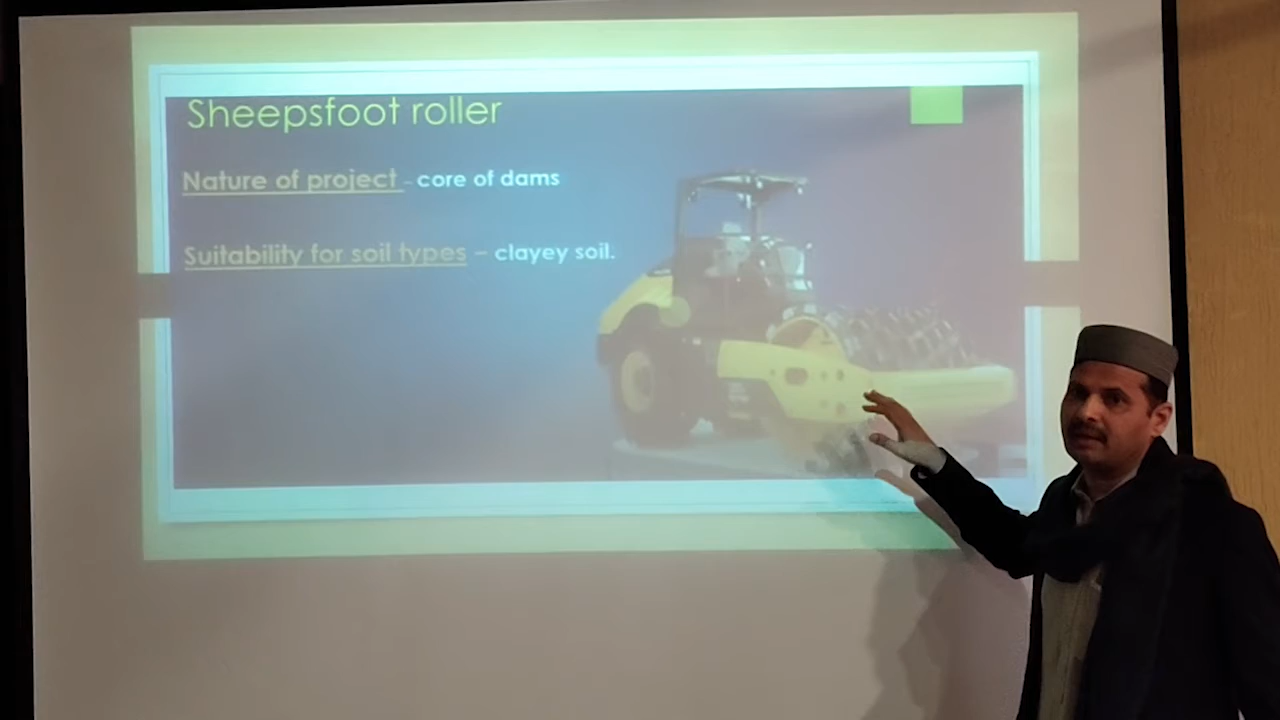 Sheepsfoot roller
Nature of project – core of dams
Suitability for soil types – clayey soil.